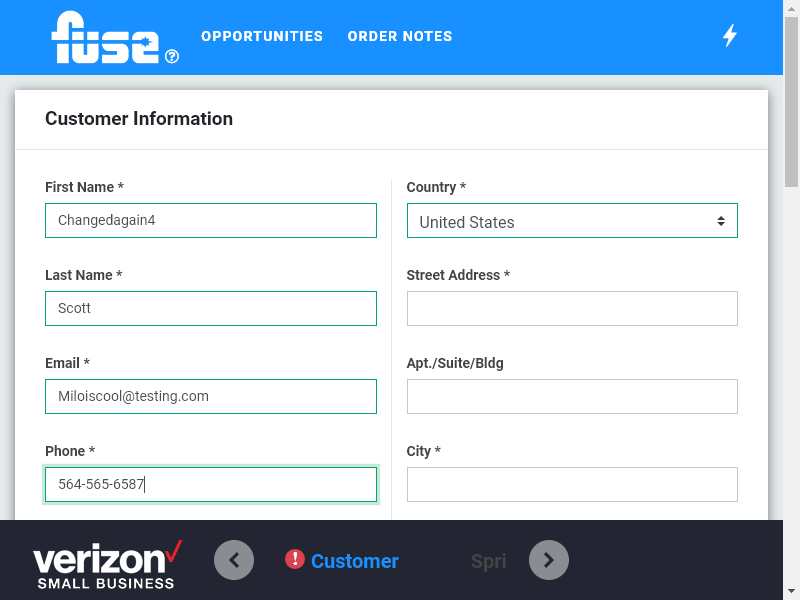 fuse
OPPORTUNITIES
ORDER NOTES
Customer Information
First Name *
Changedagain4
Last Name *
Scott
Email *
Miloiscool@testing.com
Phone *
564-565-6587
Country *
United States
Street Address *
Apt./Suite/Bldg
City *
verizon
SMALL BUSINESS
Customer
Spri